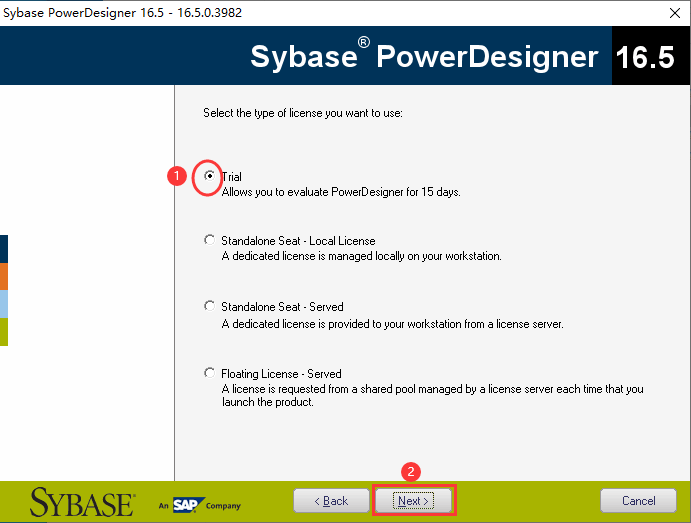 Sybase PowerDesigner 16.5 - 16.5.0.3982
Sybase® PowerDesigner 16.5
Select the type of license you want to use:
1
Trial
Allows you to evaluate PowerDesigner for 15 days.
Standalone Seat - Local License
A dedicated license is managed locally on your workstation.
Standalone Seat - Served
A dedicated license is provided to your workstation from a license server.
Floating License - Served
A license is requested from a shared pool managed by a license server each time that you
launch the product.
2
SYBASE® An SAP Company < Back Next > Cancel